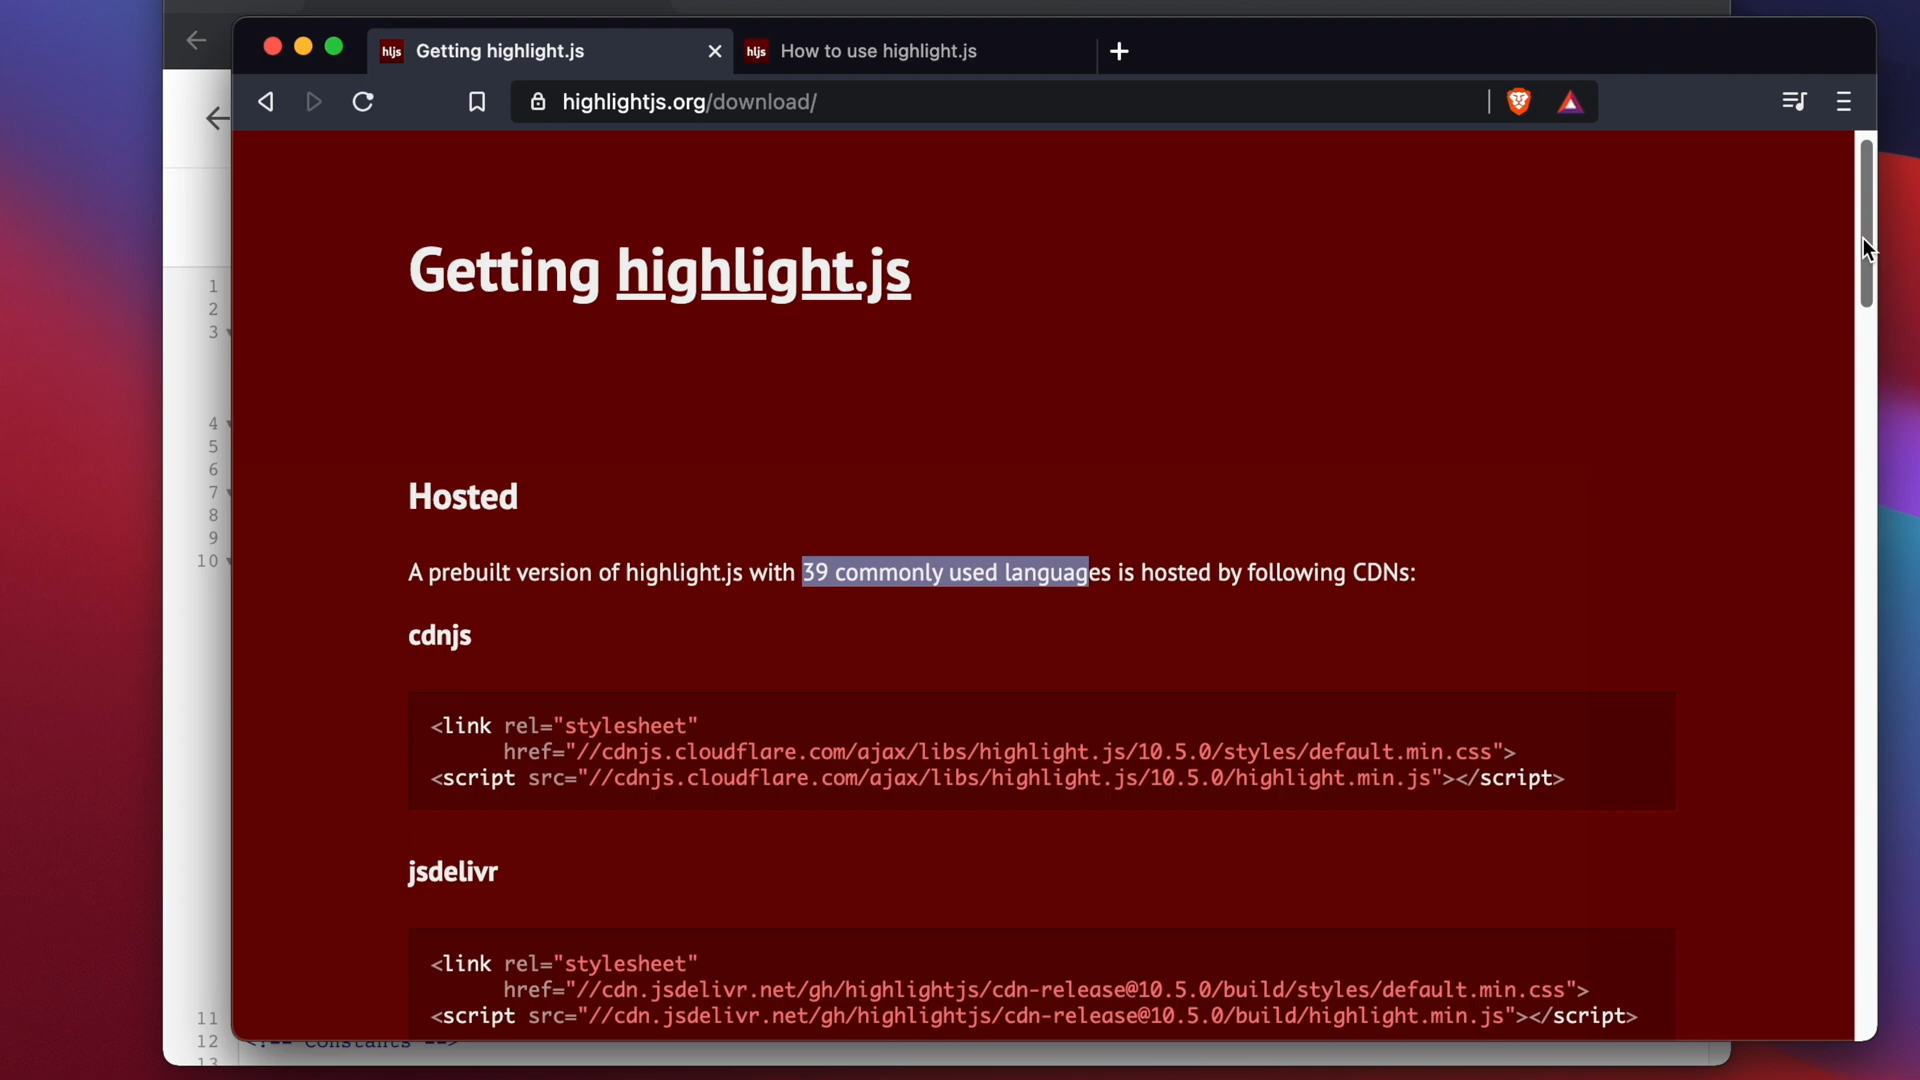 hljs Getting highlight.js
hljs How to use highlight.js
highlightjs.org/download/
Getting highlight.js
Hosted
A prebuilt version of highlight.js with 39 commonly used languages is hosted by following CDNs:
cdnjs
<link rel="stylesheet"
href="//cdnjs.cloudflare.com/ajax/libs/highlight.js/10.5.0/styles/default.min.css">
<script src="//cdnjs.cloudflare.com/ajax/libs/highlight.js/10.5.0/highlight.min.js"></script>
jsdelivr
<link rel="stylesheet"
href="//cdn.jsdelivr.net/gh/highlightjs/cdn-release@10.5.0/build/styles/default.min.css">
<script src="//cdn.jsdelivr.net/gh/highlightjs/cdn-release@10.5.0/build/highlight.min.js"></script>
1
2
3
4
5
6
7
8
9
10
11
12 <!-- Constants -->
13